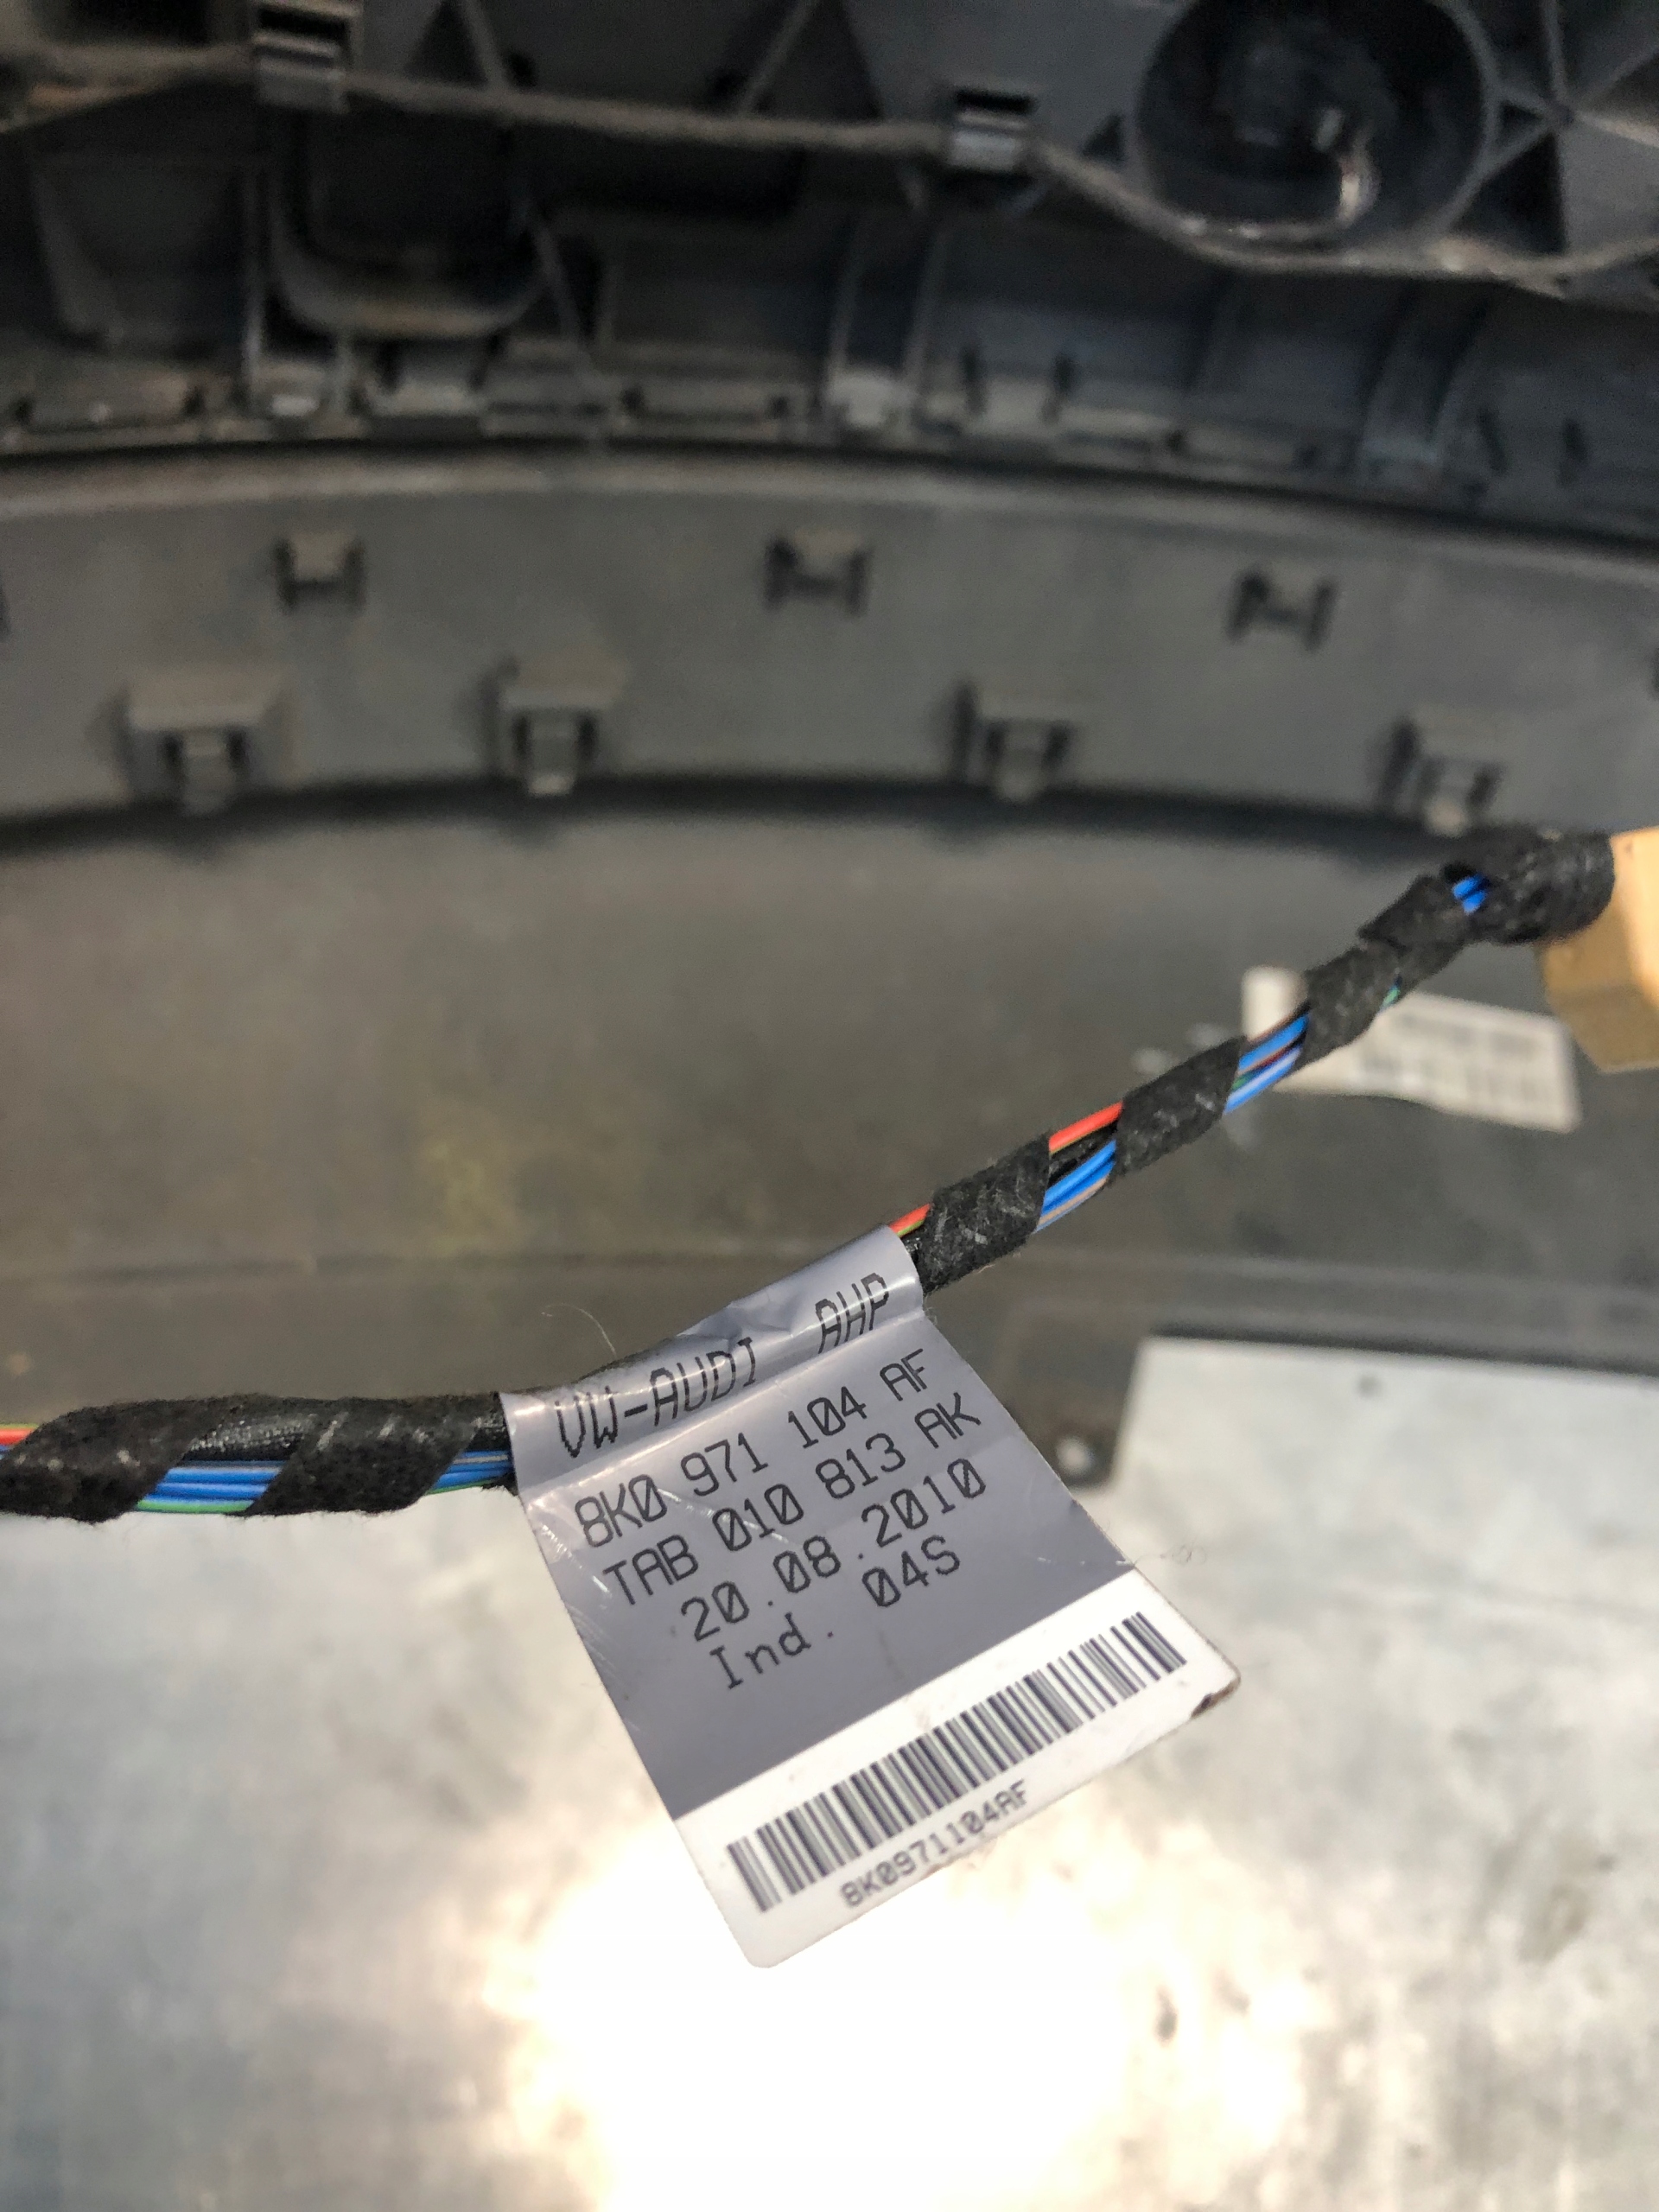 VW-AUDI AHP
8K0 971 104 AF
TAB 010 813 AK
20.08.2010
Ind. 04S
8K0971104AF